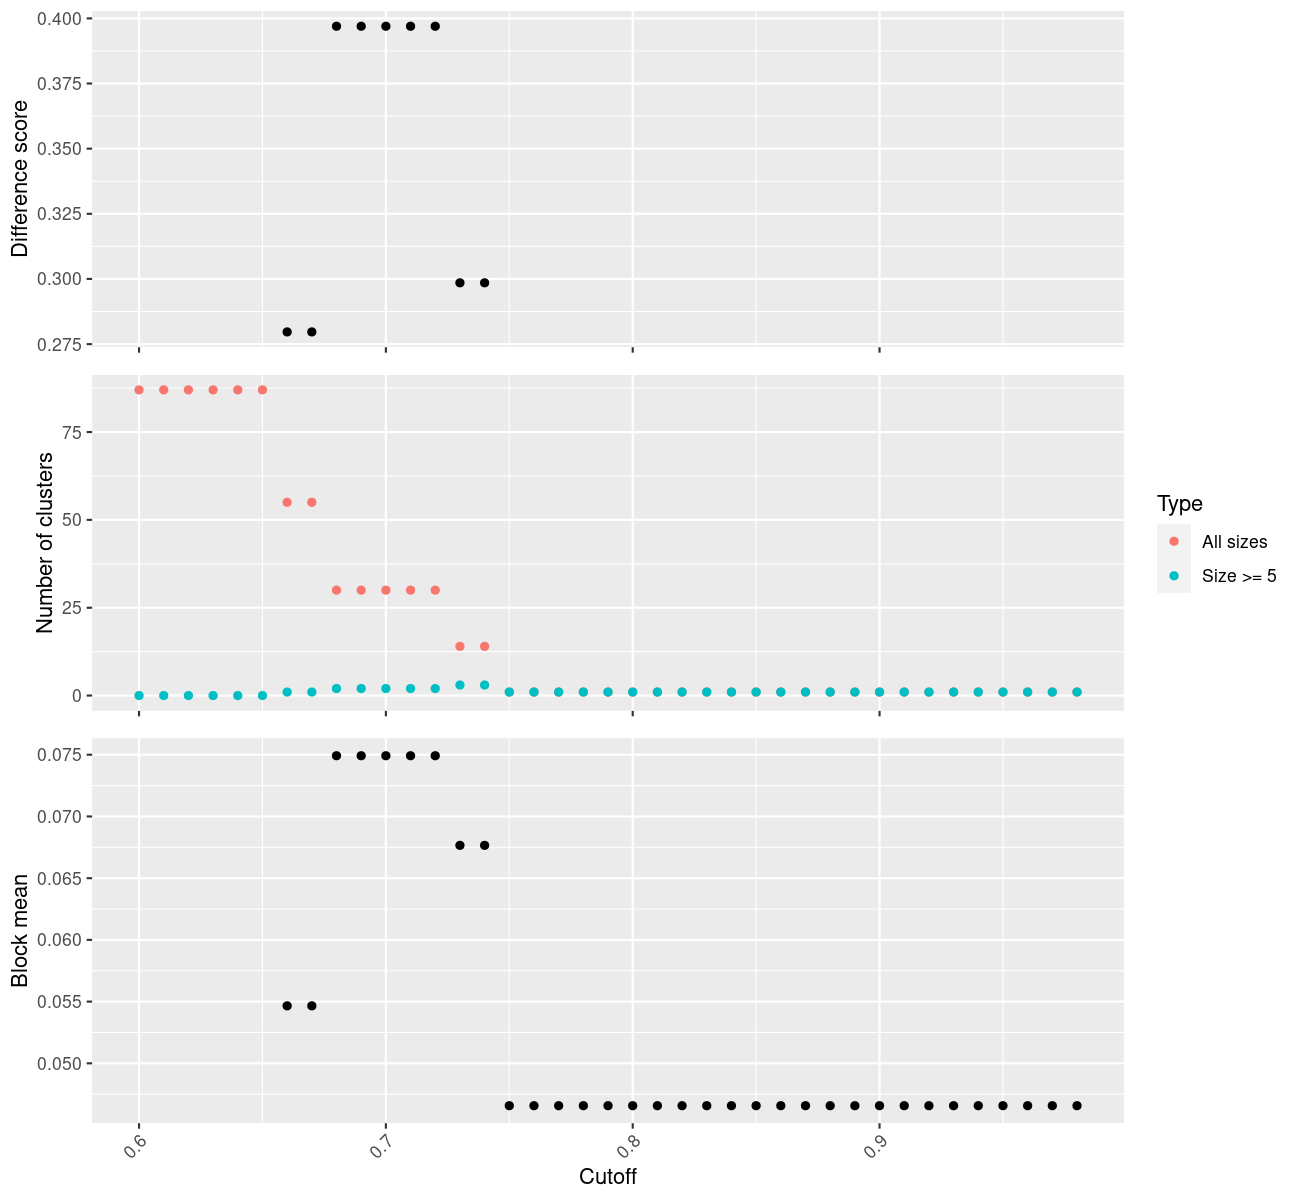 0.400
0.375
0.350
0.325
0.300
0.275
Difference score
75
50
25
0
Number of clusters
Type
All sizes
Size >= 5
0.075
0.070
0.065
0.060
0.055
0.050
Block mean
0.6
0.7
0.8
0.9
Cutoff